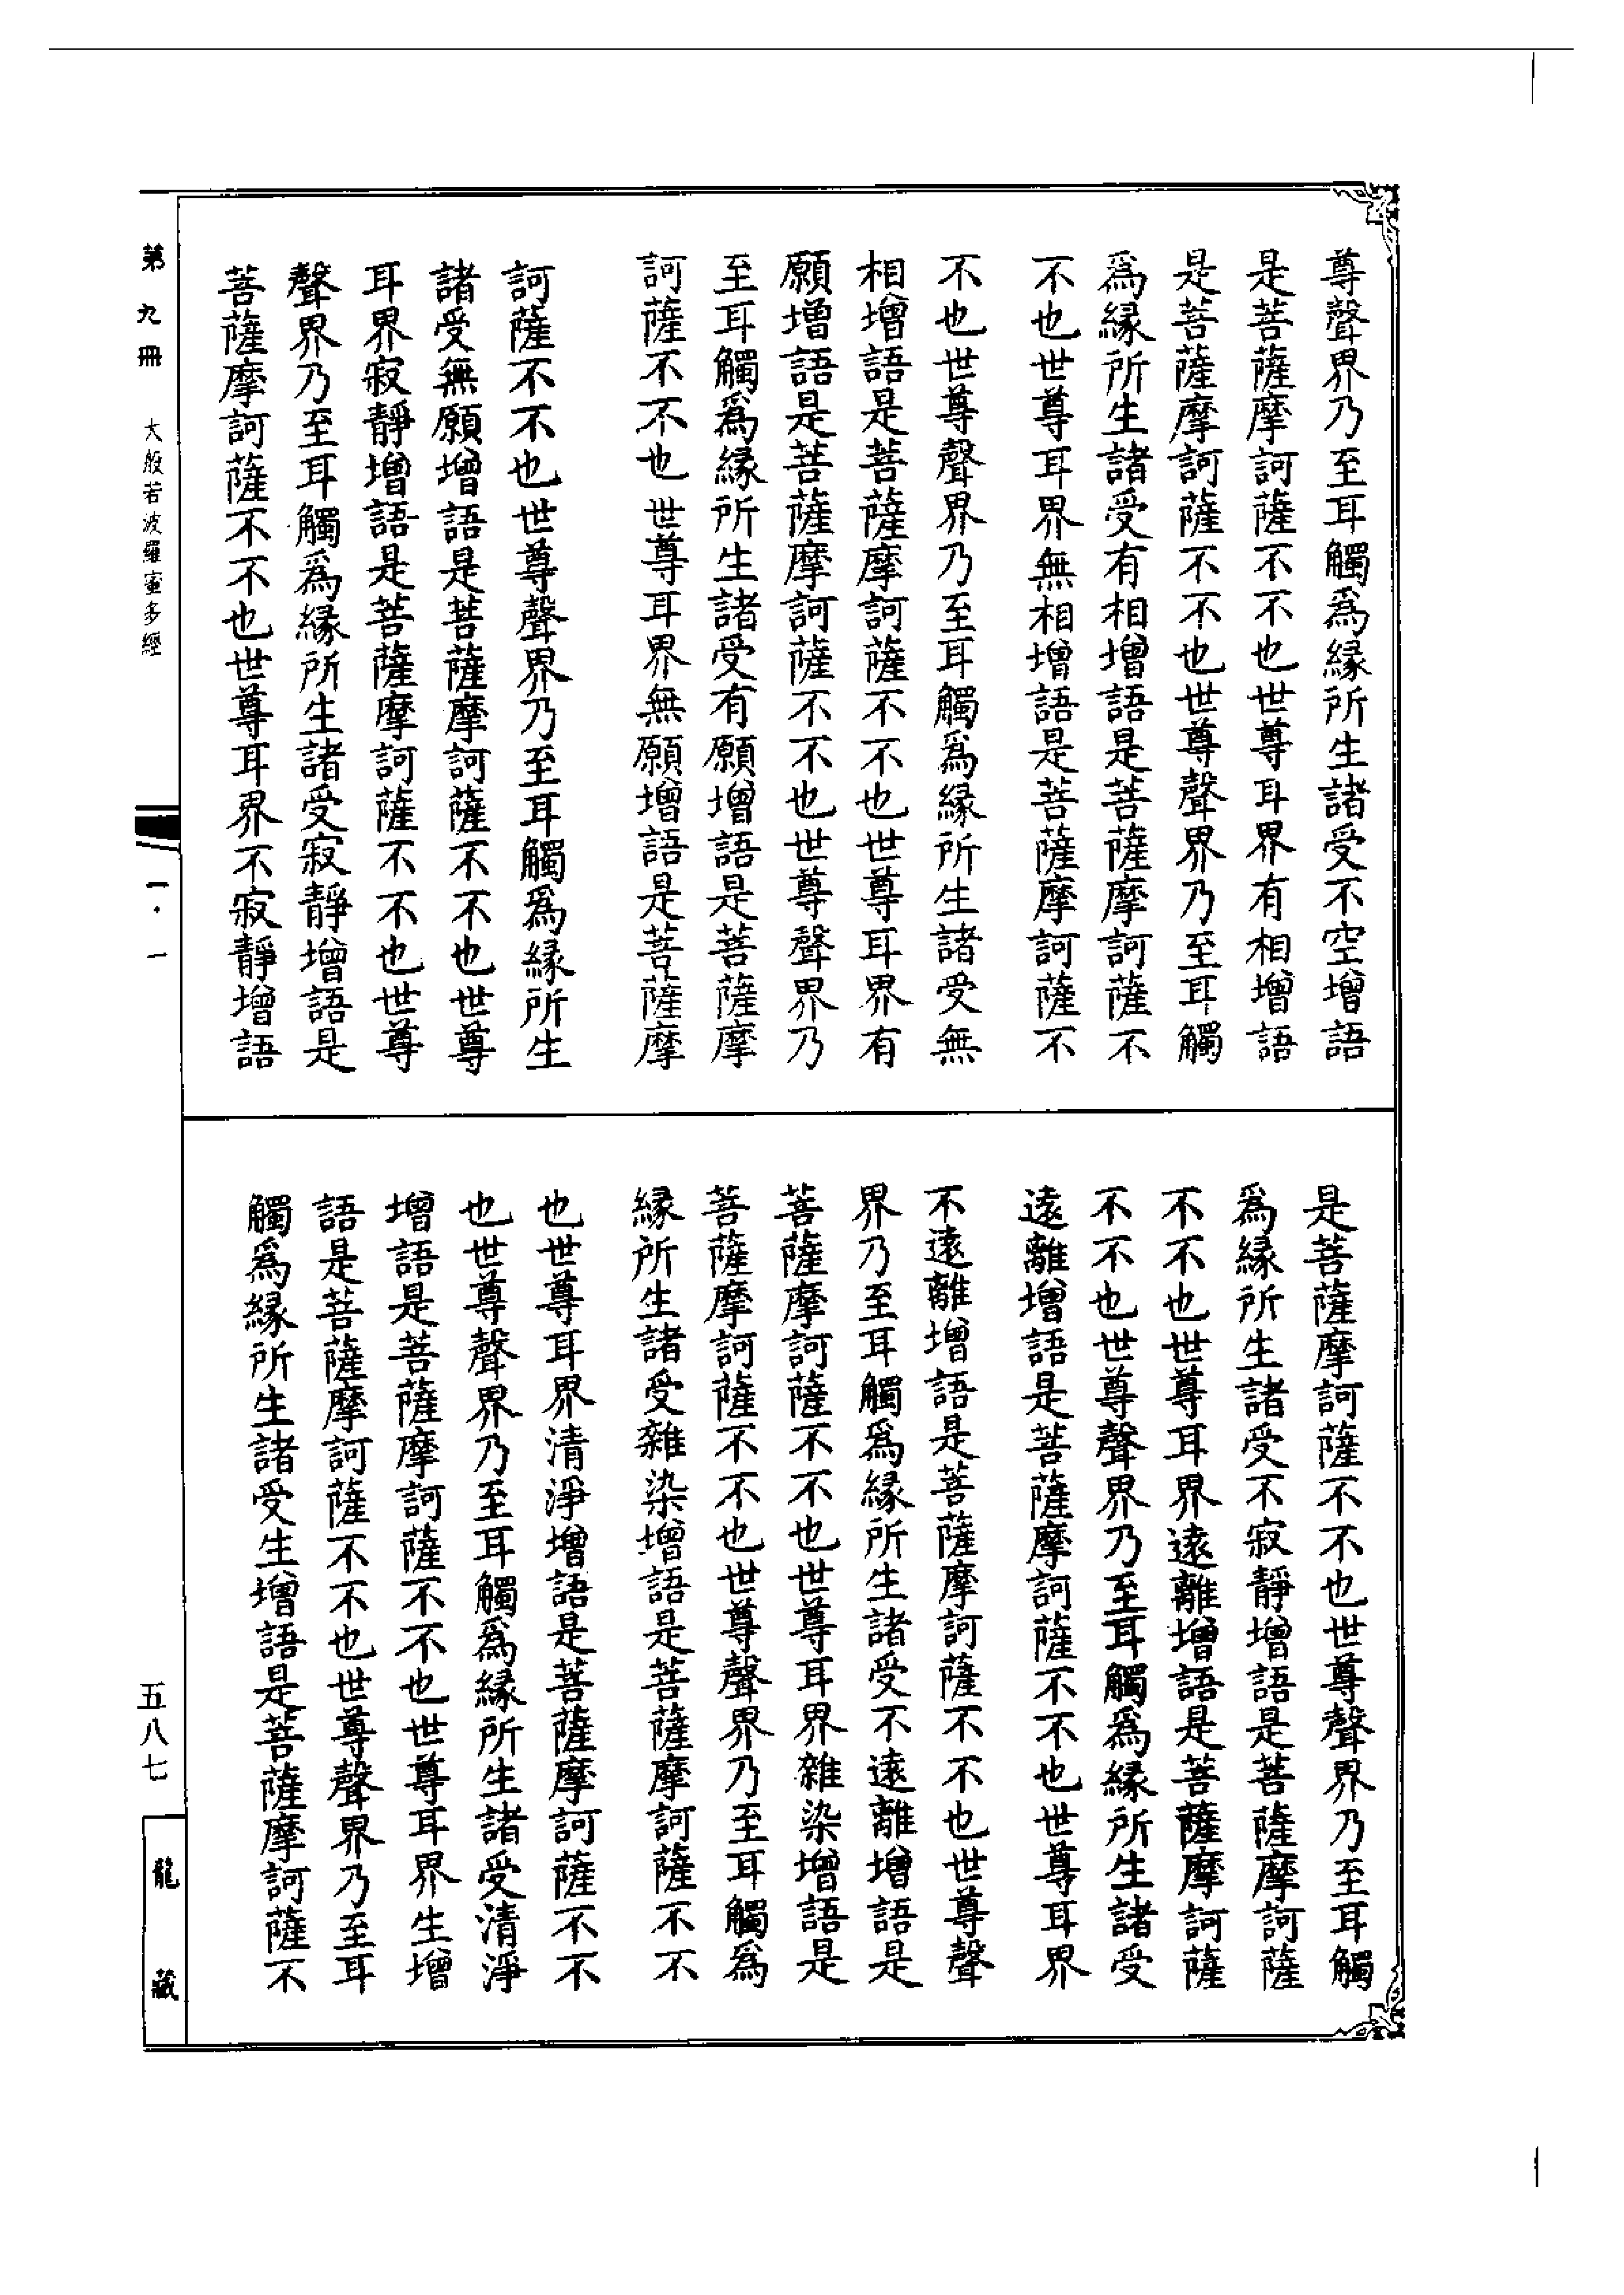 尊聲界乃至耳觸爲緣所生諸受不空增語
是菩薩摩訶薩不不也世尊耳界有相增語
是菩薩摩訶薩不不也世尊聲界乃至耳觸
爲緣所生諸受有相增語是菩薩摩訶薩不
不也世尊耳界無相增語是菩薩摩訶薩不
不也世尊聲界乃至耳觸爲緣所生諸受無
相增語是菩薩摩訶薩不不也世尊耳界有
願增語是菩薩摩訶薩不不也世尊聲界乃
至耳觸爲緣所生諸受有願增語是菩薩摩
訶薩不不也世尊耳界無願增語是菩薩摩
訶薩不不也世尊聲界乃至耳觸爲緣所生
諸受無願增語是菩薩摩訶薩不不也世尊
耳界寂靜增語是菩薩摩訶薩不不也世尊
聲界乃至耳觸爲緣所生諸受寂靜增語是
菩薩摩訶薩不不也世尊耳界不寂靜增語
是菩薩摩訶薩不不也世尊聲界乃至耳觸
爲緣所生諸受不寂靜增語是菩薩摩訶薩
不不也世尊耳界遠離增語是菩薩摩訶薩
不不也世尊聲界乃至耳觸爲緣所生諸受
遠離增語是菩薩摩訶薩不不也世尊耳界
不遠離增語是菩薩摩訶薩不不也世尊聲
界乃至耳觸爲緣所生諸受不遠離增語是
菩薩摩訶薩不不也世尊耳界雜染增語是
菩薩摩訶薩不不也世尊聲界乃至耳觸爲
緣所生諸受雜染增語是菩薩摩訶薩不不
也世尊耳界清淨增語是菩薩摩訶薩不不
也世尊聲界乃至耳觸爲緣所生諸受清淨
增語是菩薩摩訶薩不不也世尊耳界生增
語是菩薩摩訶薩不不也世尊聲界乃至耳
觸爲緣所生諸受生增語是菩薩摩訶薩不
第九冊 大般若波羅蜜多經 一·一 五八七 龍藏